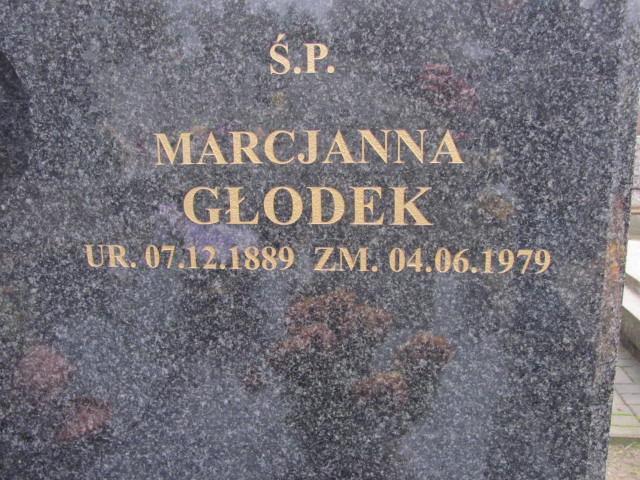 Ś.P.
MARCJANNA
GŁODEK
UR. 07.12.1889 ZM. 04.06.1979